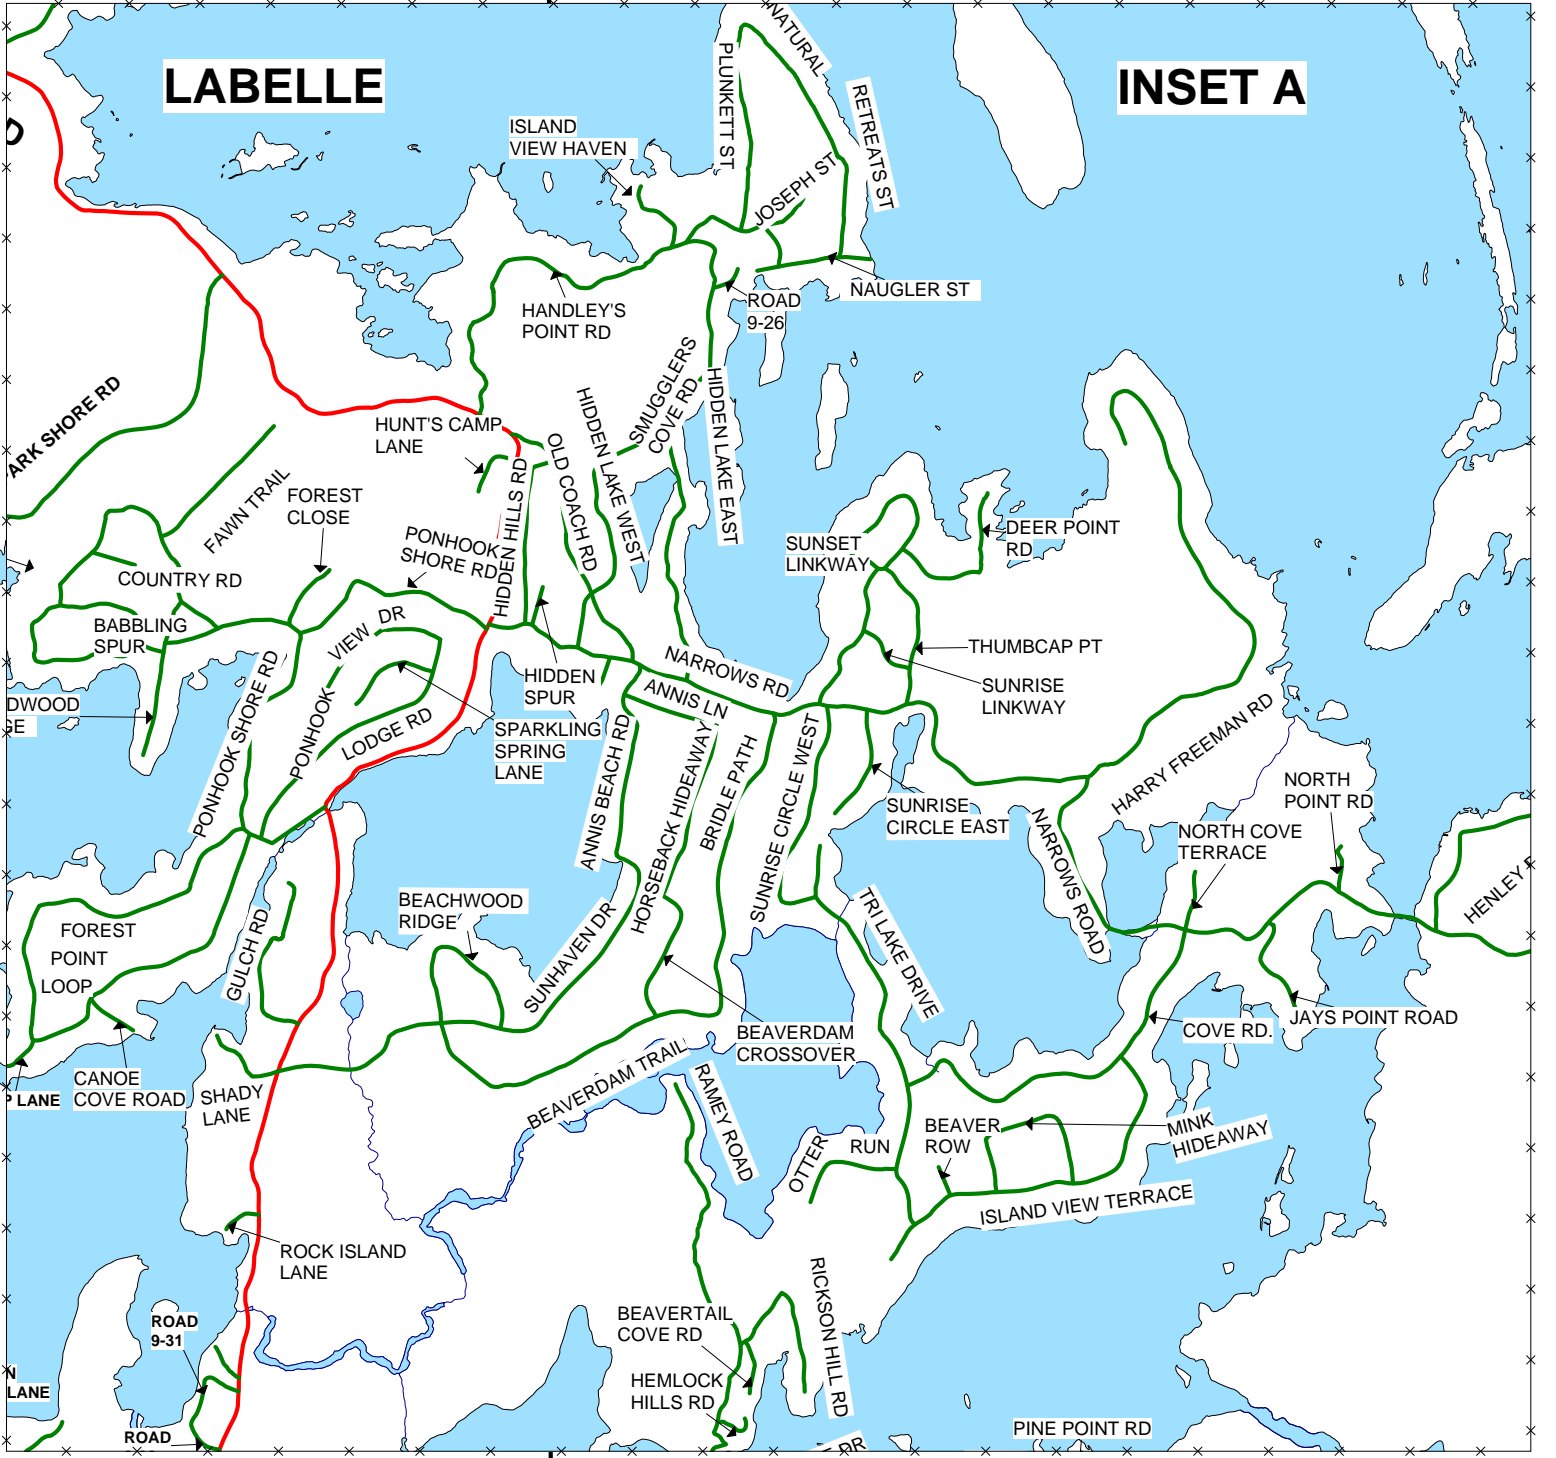 LABELLE
INSET A
NATURAL
RETREATS ST
PLUNKETT ST
ISLAND
VIEW HAVEN
JOSEPH ST
NAUGLER ST
ROAD
9-26
HANDLEY'S
POINT RD
SMUGGLERS
COVE RD
HIDDEN LAKE EAST
HIDDEN LAKE WEST
OLD COACH RD
HUNT'S CAMP
LANE
HIDDEN HILLS RD
ARK SHORE RD
FAWN TRAIL
FOREST
CLOSE
PONHOOK
SHORE RD
COUNTRY RD
BABBLING
SPUR
VIEW DR
PONHOOK
PONHOOK SHORE RD
LODGE RD
DWOOD
GE
HIDDEN
SPUR
SPARKLING
SPRING
LANE
NARROWS RD
ANNIS LN
ANNIS BEACH RD
HORSEBACK HIDEAWAY
BRIDLE PATH
SUNRISE CIRCLE WEST
SUNSET
LINKWAY
DEER POINT
RD
THUMBCAP PT
SUNRISE
LINKWAY
SUNRISE
CIRCLE EAST
HARRY FREEMAN RD
NARROWS ROAD
NORTH
POINT RD
NORTH COVE
TERRACE
HENLEY
FOREST
POINT
LOOP
GULCH RD
BEACHWOOD
RIDGE
SUNHAVEN DR
TRI LAKE DRIVE
BEAVERDAM
CROSSOVER
COVE RD.
JAYS POINT ROAD
CANOE
COVE ROAD
P LANE
SHADY
LANE
BEAVERDAM TRAIL
RAMEY ROAD
OTTER
RUN
BEAVER
ROW
MINK
HIDEAWAY
ISLAND VIEW TERRACE
ROCK ISLAND
LANE
ROAD
9-31
BEAVERTAIL
COVE RD
HEMLOCK
HILLS RD
RICKSON HILL RD
N
LANE
ROAD
DR
PINE POINT RD